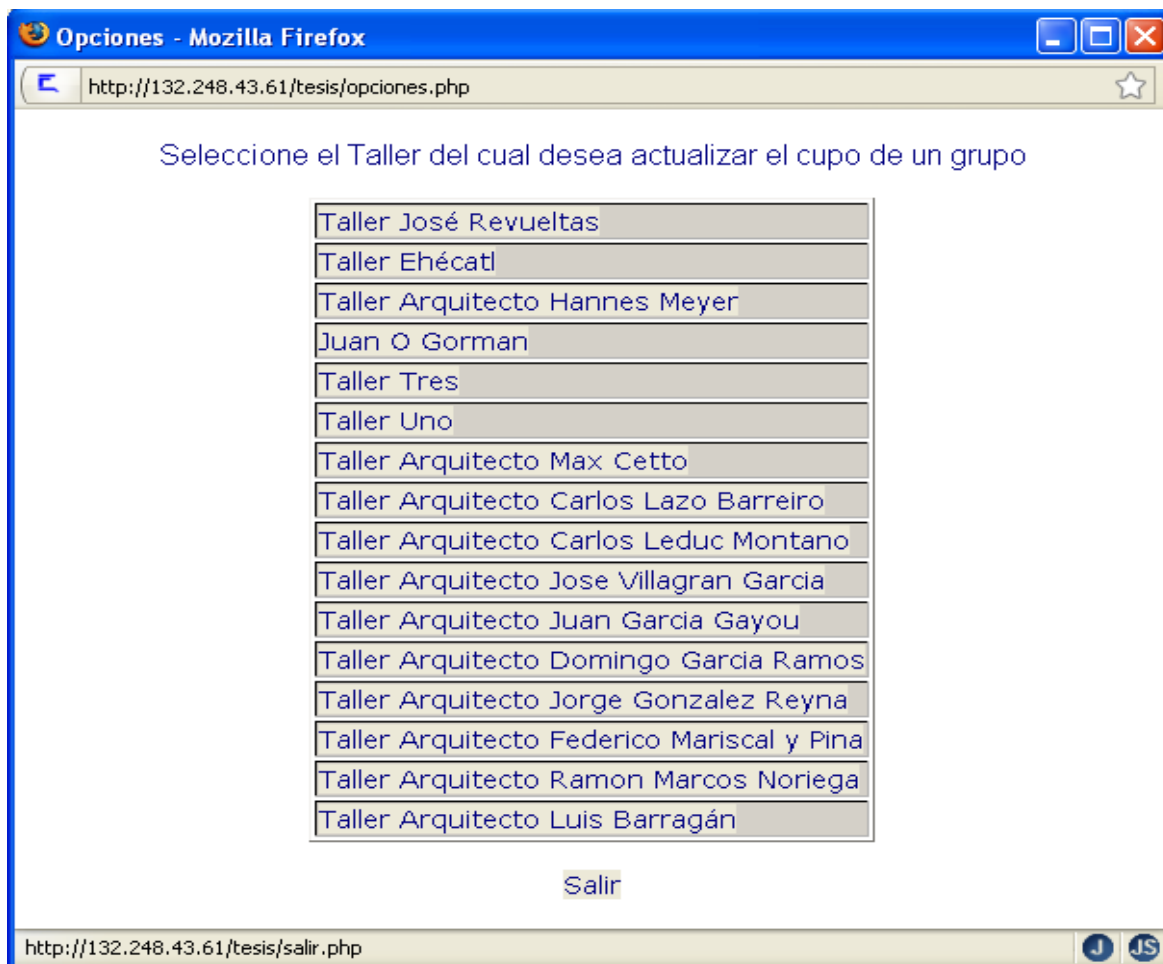 Opciones - Mozilla Firefox
http://132.248.43.61/tesis/opciones.php
Seleccione el Taller del cual desea actualizar el cupo de un grupo
Taller José Revueltas
Taller Ehécatl
Taller Arquitecto Hannes Meyer
Juan O Gorman
Taller Tres
Taller Uno
Taller Arquitecto Max Cetto
Taller Arquitecto Carlos Lazo Barreiro
Taller Arquitecto Carlos Leduc Montano
Taller Arquitecto Jose Villagran Garcia
Taller Arquitecto Juan Garcia Gayou
Taller Arquitecto Domingo Garcia Ramos
Taller Arquitecto Jorge Gonzalez Reyna
Taller Arquitecto Federico Mariscal y Pina
Taller Arquitecto Ramon Marcos Noriega
Taller Arquitecto Luis Barragán
Salir
http://132.248.43.61/tesis/salir.php J JS